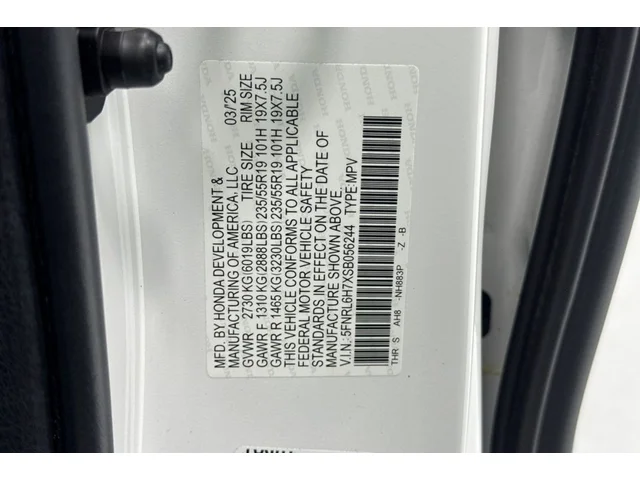 MFD. BY HONDA DEVELOPMENT & 03/'25
MANUFACTURING OF AMERICA, LLC
GVWR 2730 KG(6019LBS) TIRE SIZE RIM SIZE
GAWR F 1310 KG(2888LBS)235/55R19 101H 19X7.5J
GAWR R 1465 KG(3230LBS)235/55R19 101H 19X7.5J
THIS VEHICLE CONFORMS TO ALL APPLICABLE
FEDERAL MOTOR VEHICLE SAFETY
STANDARDS IN EFFECT ON THE DATE OF
MANUFACTURE SHOWN ABOVE.
V.I.N.:5FNRL6H7XSB056244 TYPE:MPV
THR S AH8 -NH883P -Z -B
HONDA